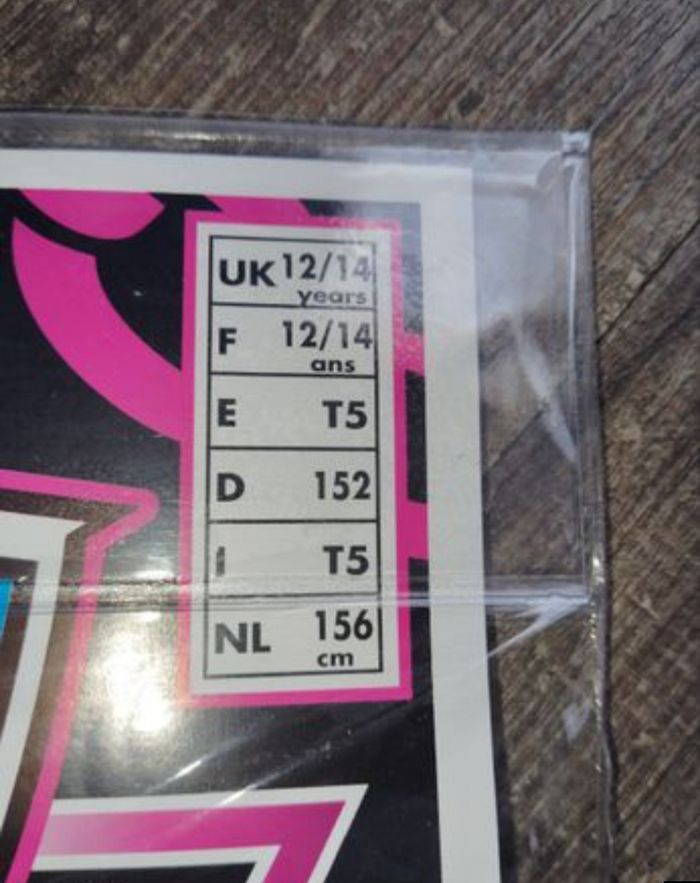 UK 12/14
years
F 12/14
ans
E T5
D 152
I T5
NL 156
cm